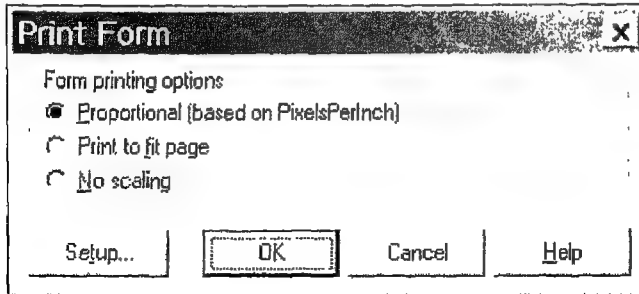 Print Form
Form printing options
Proportional (based on PixelsPerInch)
Print to fit page
No scaling
Setup... OK Cancel Help